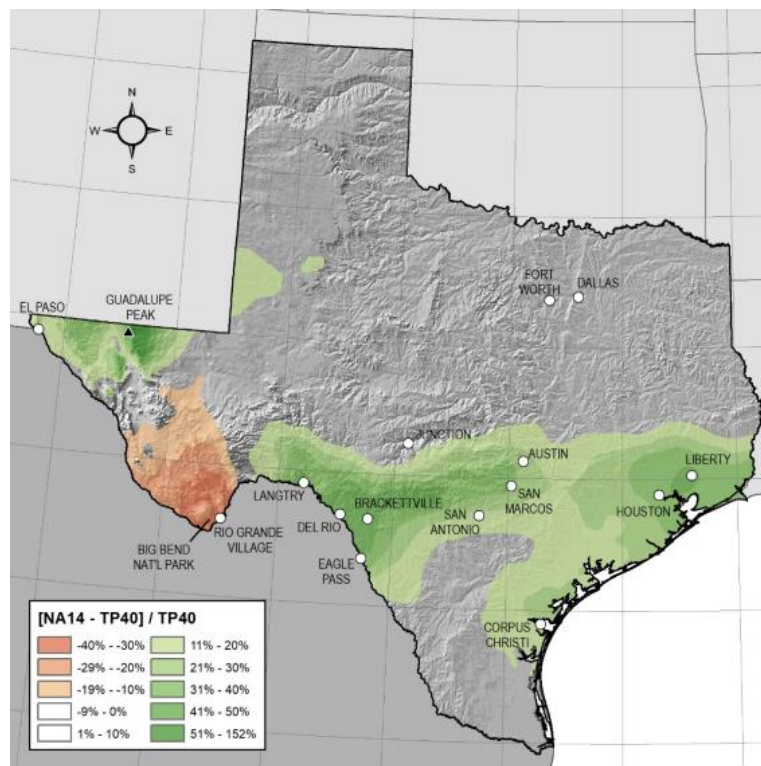 N
W E
S
FORT
WORTH
DALLAS
GUADALUPE
PEAK
EL PASO
JUNCTION
AUSTIN
LIBERTY
LANGTRY
SAN
MARCOS
BRACKETTVILLE
HOUSTON
DEL RIO
SAN
ANTONIO
RIO GRANDE
VILLAGE
BIG BEND
NAT'L PARK
EAGLE
PASS
CORPUS
CHRISTI
[NA14 - TP40] / TP40
-40% - -30% 11% - 20%
-29% - -20% 21% - 30%
-19% - -10% 31% - 40%
-9% - 0% 41% - 50%
1% - 10% 51% - 152%